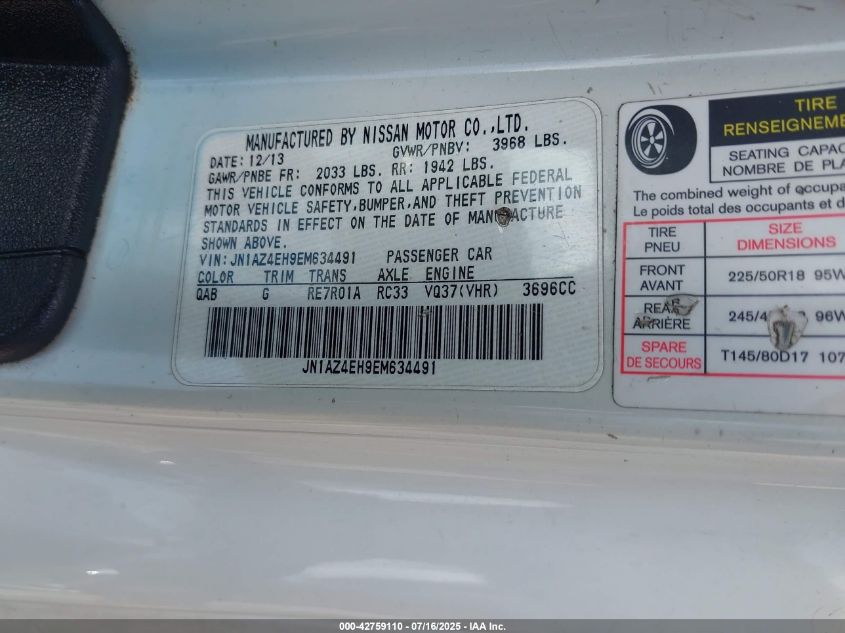 MANUFACTURED BY NISSAN MOTOR CO.,LTD.
DATE: 12/13 GVWR/PNBV: 3968 LBS.
GAWR/PNBE FR: 2033 LBS. RR: 1942 LBS.
THIS VEHICLE CONFORMS TO ALL APPLICABLE FEDERAL
MOTOR VEHICLE SAFETY,BUMPER,AND THEFT PREVENTION
STANDARDS IN EFFECT ON THE DATE OF MANUFACTURE
SHOWN ABOVE.
VIN:JN1AZ4EH9EM634491 PASSENGER CAR
COLOR TRIM TRANS AXLE ENGINE
QAB G RE7R01A RC33 VQ37(VHR) 3696CC
JN1AZ4EH9EM634491
TIRE
RENSEIGNEME
SEATING CAPAC
NOMBRE DE PLA
The combined weight of occupa
Le poids total des occupants et d
TIRE SIZE
PNEU DIMENSIONS
FRONT
AVANT 225/50R18 95W
REAR
ARRIÈRE 245/4 96W
SPARE
DE SECOURS T145/80D17 107
000-42759110 - 07/16/2025 - IAA Inc.